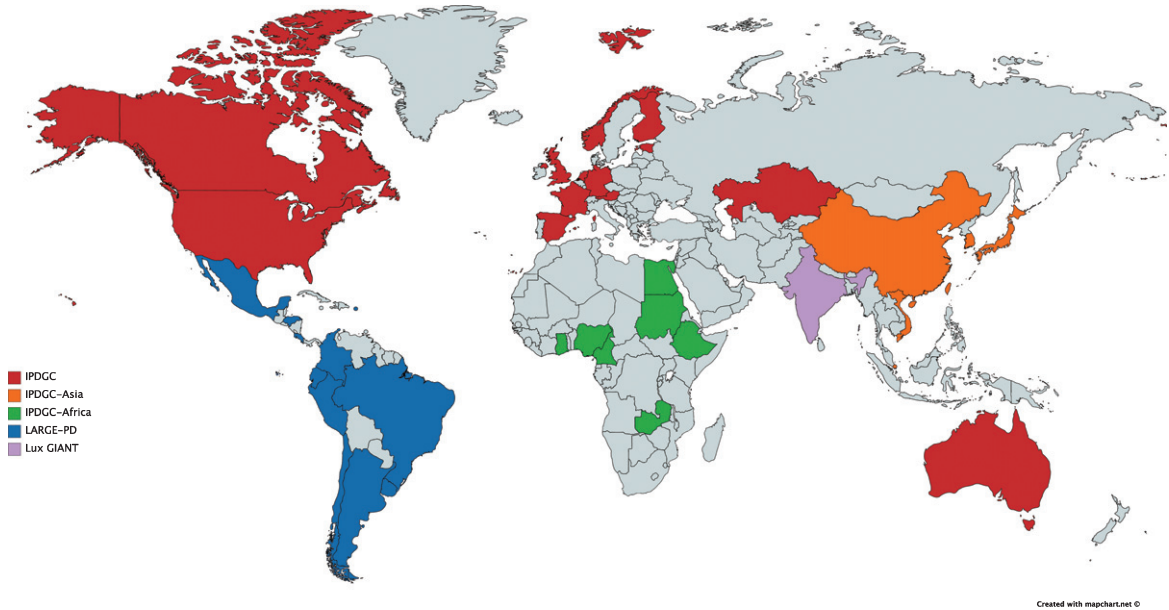 IPDGC
IPDGC-Asia
IPDGC-Africa
LARGE-PD
Lux GIANT
Created with mapchart.net ©